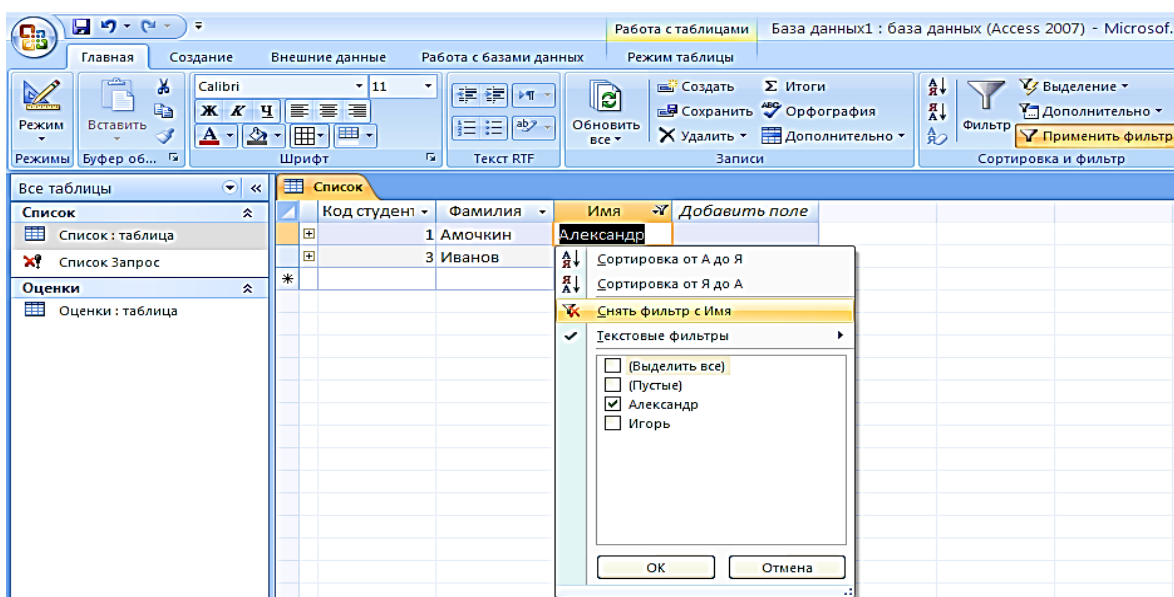 Работа с таблицами База данных1 : база данных (Access 2007) - Microsof.
Главная Создание Внешние данные Работа с базами данных Режим таблицы
Calibri 11
Ж К Ч
Режим Вставить
Обновить все
Создать
Сохранить
Удалить
Итоги
Орфография
Дополнительно
Фильтр
Выделение
Дополнительно
Применить фильтр
Режимы Буфер об... Шрифт Текст RTF Записи Сортировка и фильтр
Все таблицы «
Список
Список : таблица
Список Запрос
Оценки
Оценки : таблица
Список
Код студент Фамилия Имя Добавить поле
1 Амочкин Александр
3 Иванов
Сортировка от А до Я
Сортировка от Я до А
Снять фильтр с Имя
Текстовые фильтры
(Выделить все)
(Пустые)
Александр
Игорь
ОК Отмена